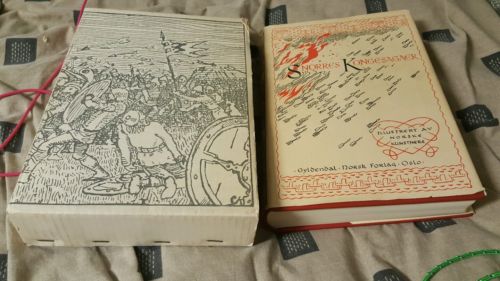 SNORRES KONGESAGAER
ILLUSTRERT AV
NORSKE
KUNSTNERE
Gyldendal · Norsk Forlag · Oslo